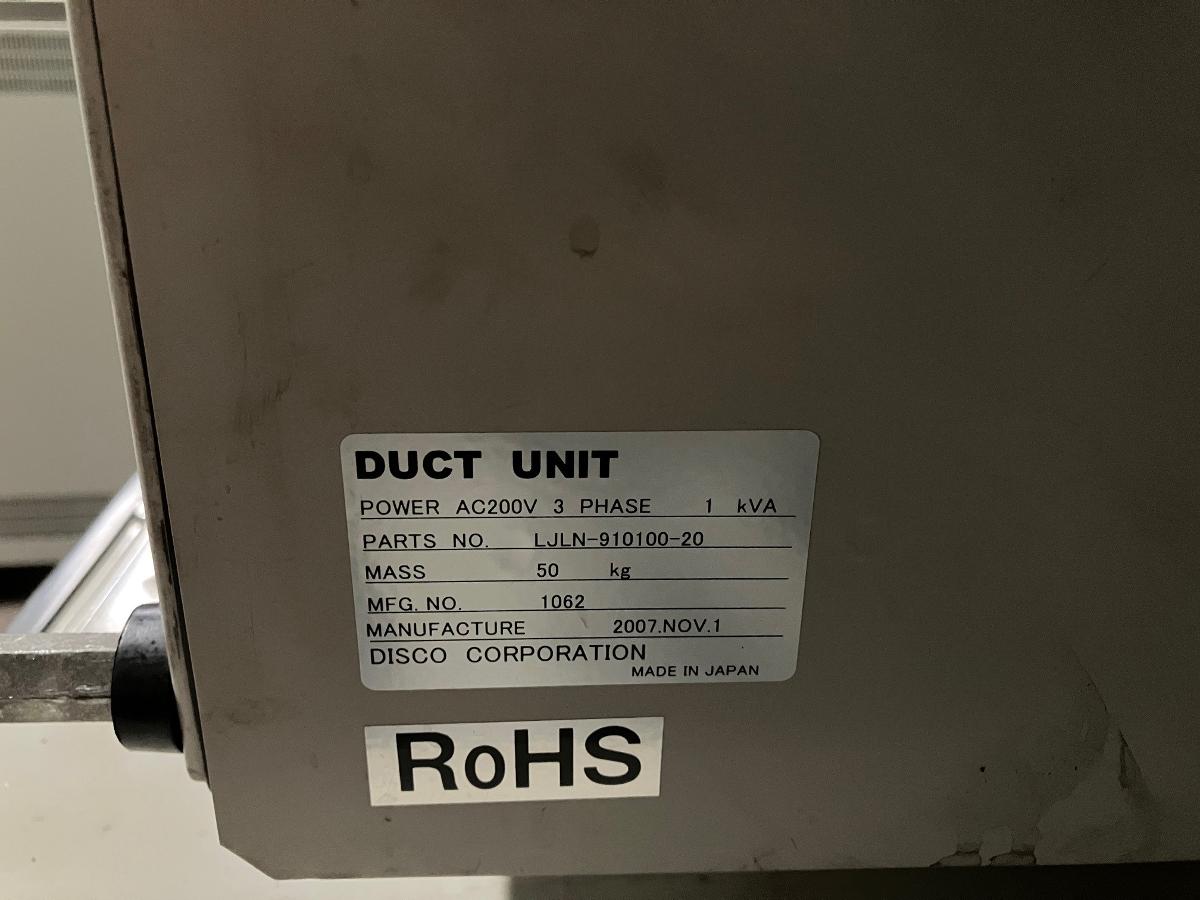 DUCT UNIT
POWER AC200V 3 PHASE 1 kVA
PARTS NO. LJLN-910100-20
MASS 50 kg
MFG. NO. 1062
MANUFACTURE 2007.NOV.1
DISCO CORPORATION
MADE IN JAPAN
RoHS